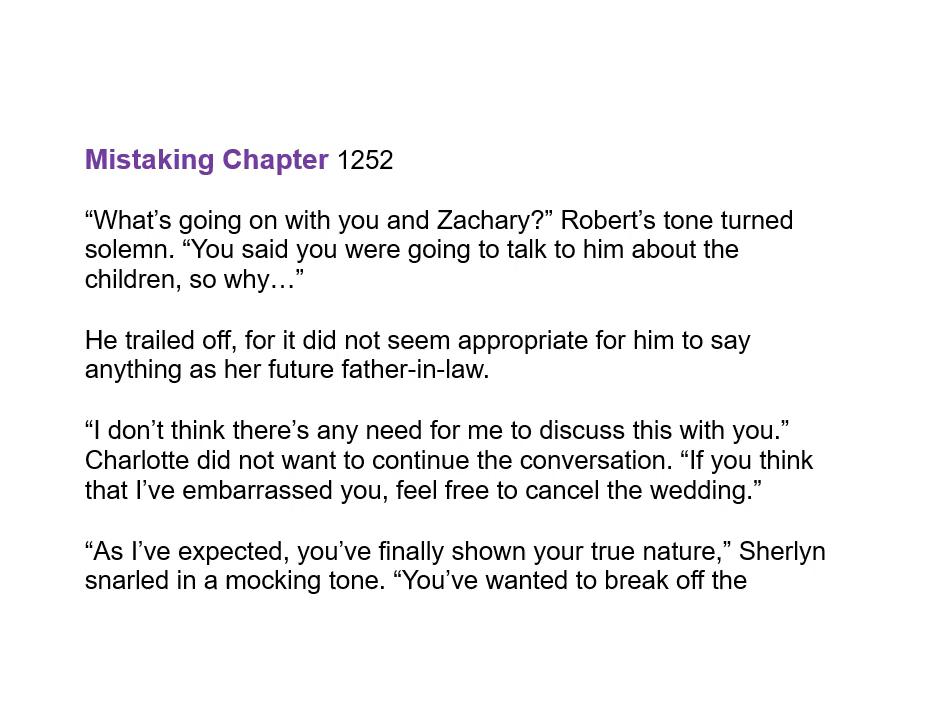 Mistaking Chapter 1252
“What’s going on with you and Zachary?” Robert’s tone turned
solemn. “You said you were going to talk to him about the
children, so why…”
He trailed off, for it did not seem appropriate for him to say
anything as her future father-in-law.
“I don’t think there’s any need for me to discuss this with you.”
Charlotte did not want to continue the conversation. “If you think
that I’ve embarrassed you, feel free to cancel the wedding.”
“As I’ve expected, you’ve finally shown your true nature,” Sherlyn
snarled in a mocking tone. “You’ve wanted to break off the